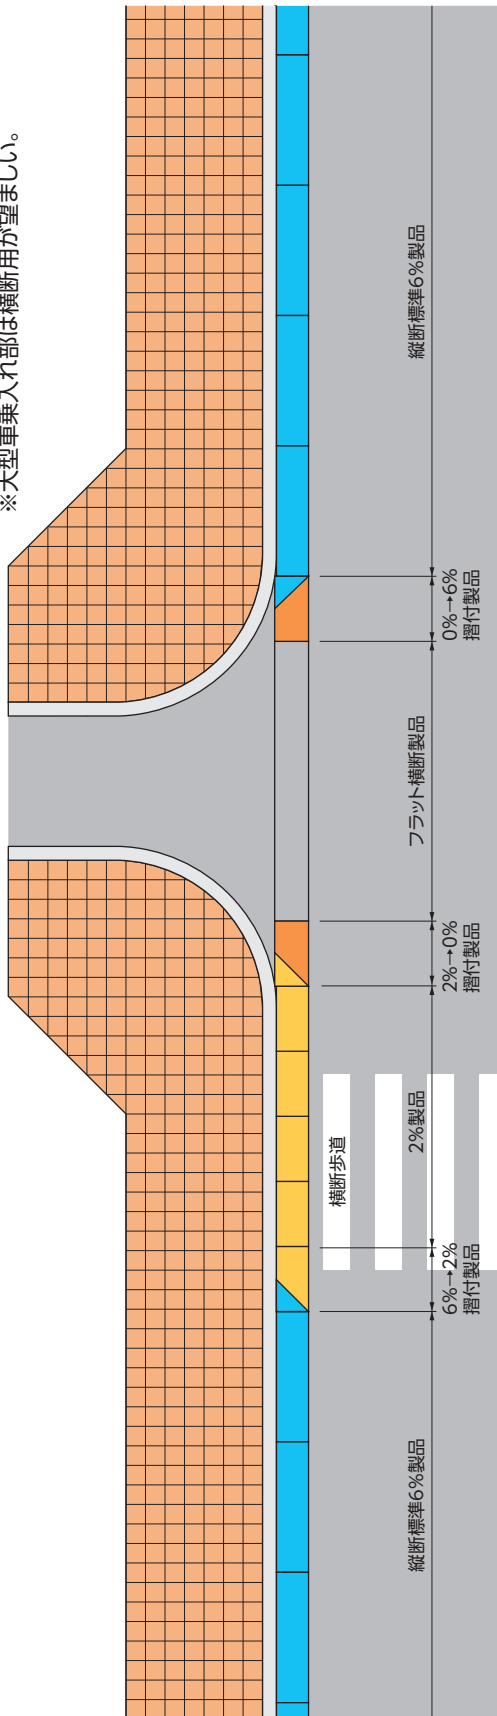 ※大型車乗入れ部は横断用が望ましい。
縦断標準6%製品
6%→2%
摺付製品
横断歩道
2%製品
2%→0%
摺付製品
フラット横断製品
0%→6%
摺付製品
縦断標準6%製品